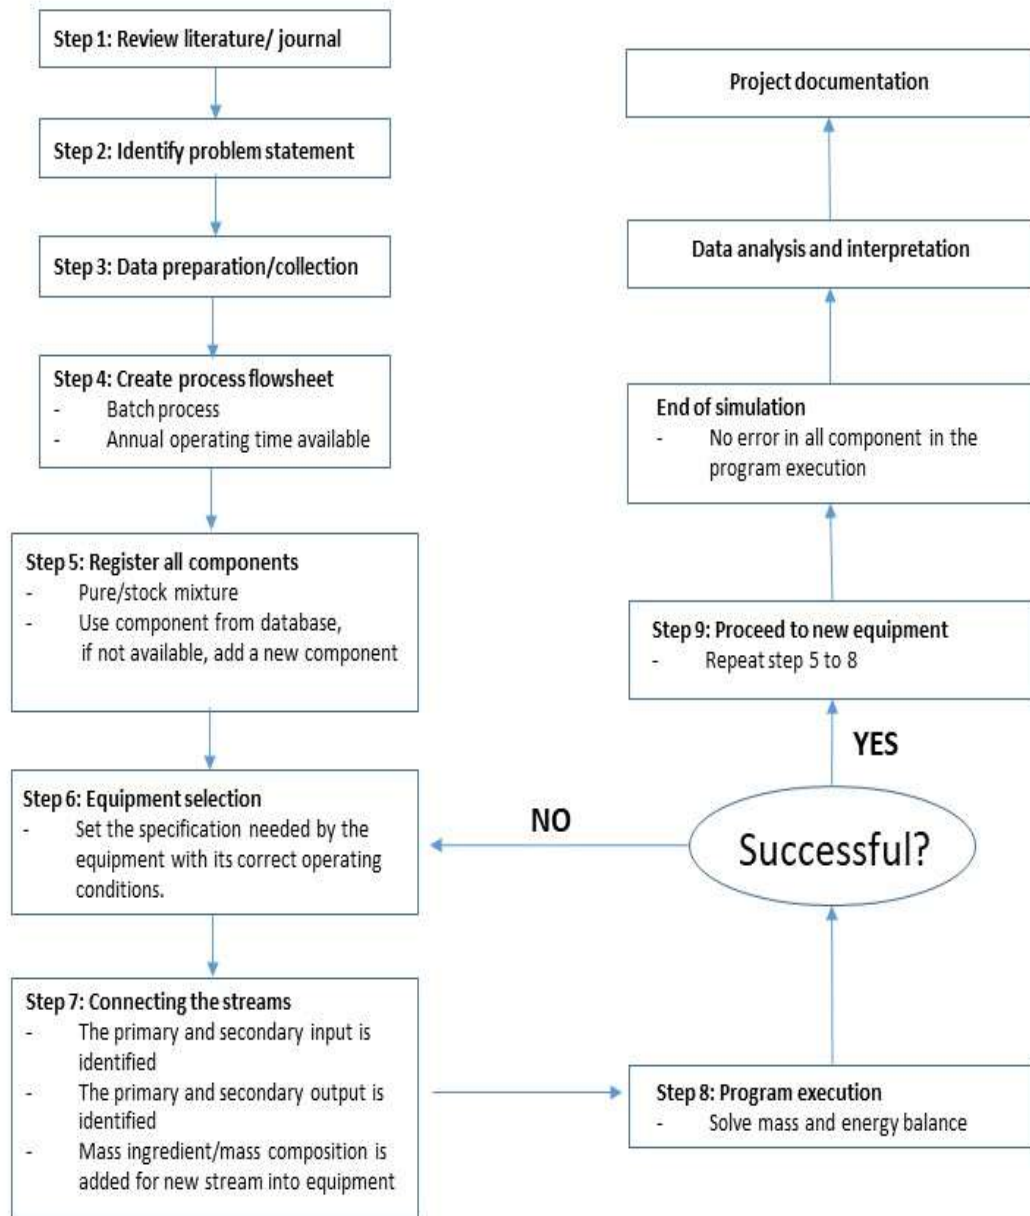 Step 1: Review literature/ journal
Step 2: Identify problem statement
Step 3: Data preparation/collection
Step 4: Create process flowsheet
- Batch process
- Annual operating time available
Step 5: Register all components
- Pure/stock mixture
- Use component from database,
if not available, add a new component
Step 6: Equipment selection
- Set the specification needed by the
equipment with its correct operating
conditions.
Step 7: Connecting the streams
- The primary and secondary input is
identified
- The primary and secondary output is
identified
- Mass ingredient/mass composition is
added for new stream into equipment
Step 8: Program execution
- Solve mass and energy balance
Successful?
NO
YES
Step 9: Proceed to new equipment
- Repeat step 5 to 8
End of simulation
- No error in all component in the
program execution
Data analysis and interpretation
Project documentation